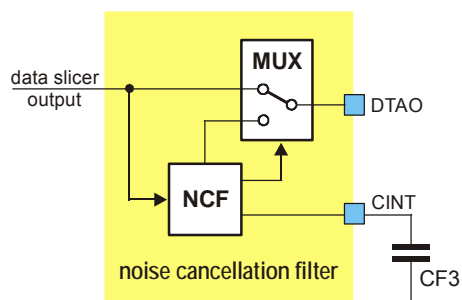 MUX
data slicer
output
DTAO
NCF
CINT
noise cancellation filter
CF3